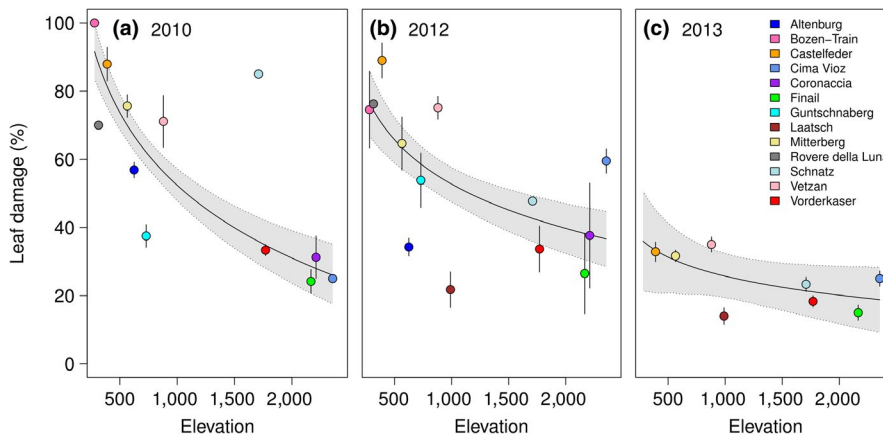 (a) 2010
(b) 2012
(c) 2013
Leaf damage (%)
100
80
60
40
20
0
500 1,000 1,500 2,000
500 1,000 1,500 2,000
500 1,000 1,500 2,000
Elevation
Elevation
Elevation
Altenburg
Bozen−Train
Castelfeder
Cima Vioz
Coronaccia
Finail
Guntschnaberg
Laatsch
Mitterberg
Rovere della Luna
Schnatz
Vetzan
Vorderkaser